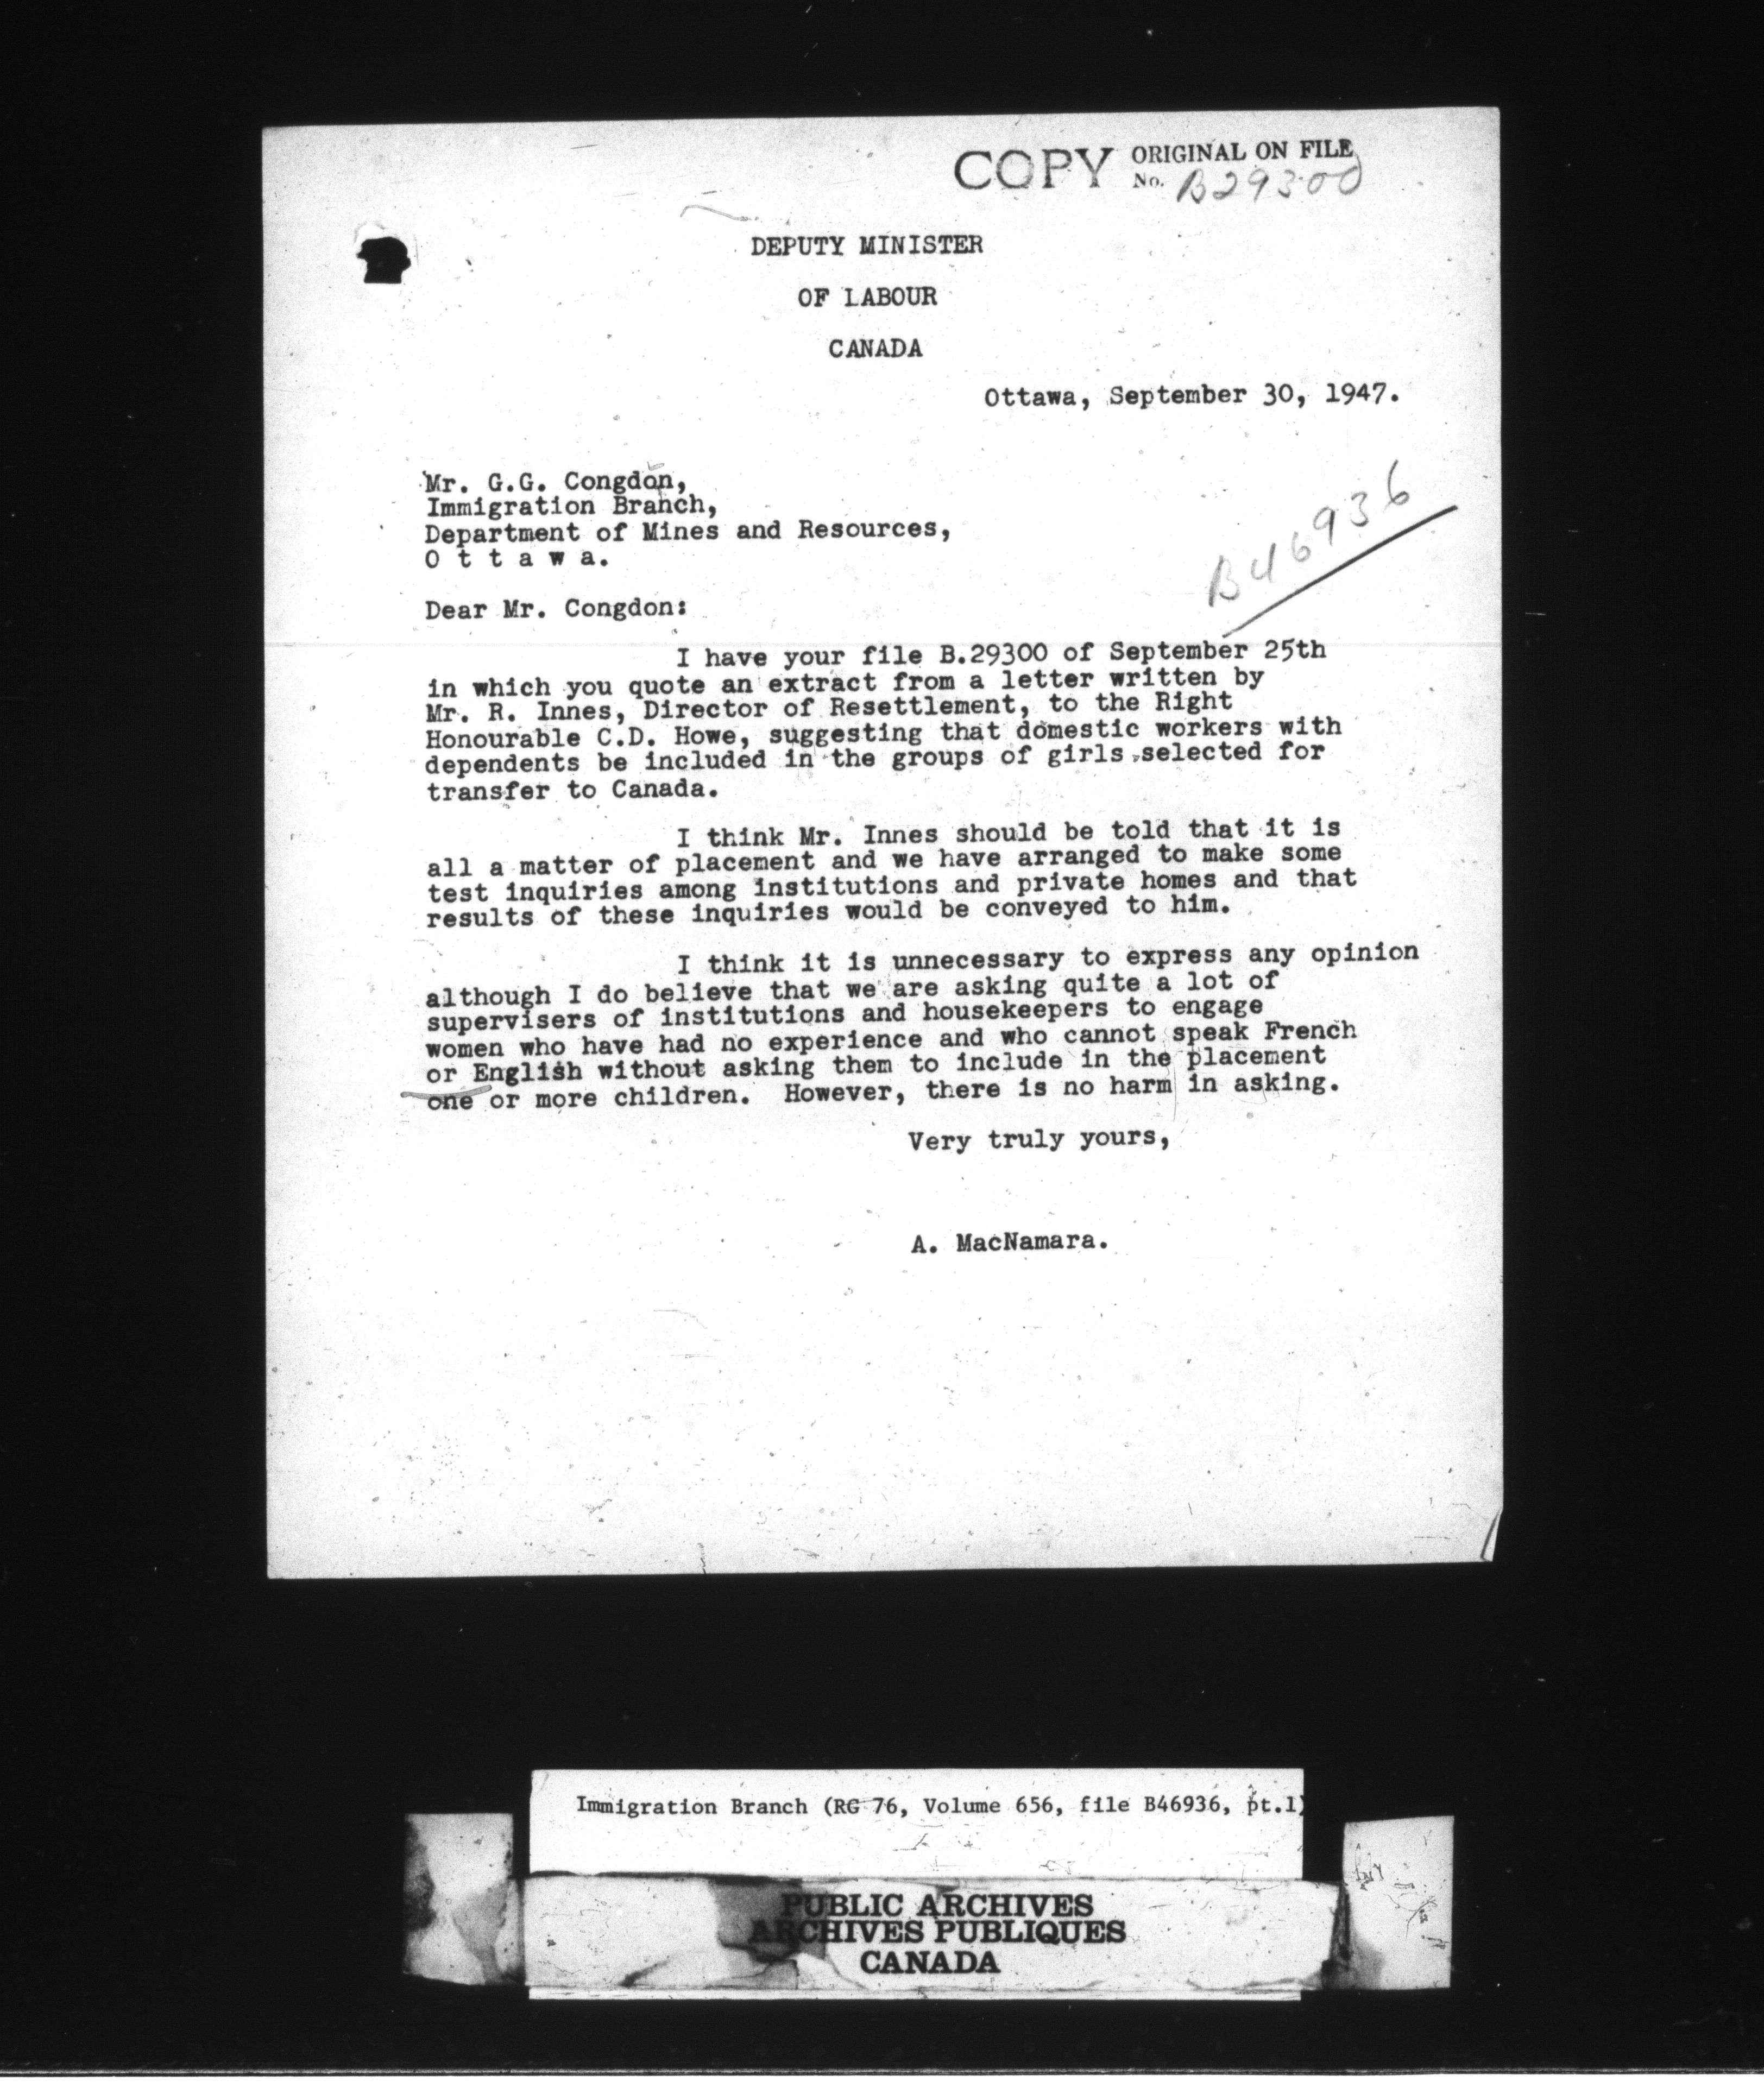 COPY ORIGINAL ON FILE
No. B29300
DEPUTY MINISTER
OF LABOUR
CANADA
Ottawa, September 30, 1947.
Mr. G.G. Congdon,
Immigration Branch,
Department of Mines and Resources,
O t t a w a.
B46936
Dear Mr. Congdon:
I have your file B.29300 of September 25th
in which you quote an extract from a letter written by
Mr. R. Innes, Director of Resettlement, to the Right
Honourable C.D. Howe, suggesting that domestic workers with
dependents be included in the groups of girls selected for
transfer to Canada.
I think Mr. Innes should be told that it is
all a matter of placement and we have arranged to make some
test inquiries among institutions and private homes and that
results of these inquiries would be conveyed to him.
I think it is unnecessary to express any opinion
although I do believe that we are asking quite a lot of
supervisers of institutions and housekeepers to engage
women who have had no experience and who cannot speak French
or English without asking them to include in the placement
one or more children. However, there is no harm in asking.
Very truly yours,
A. MacNamara.
Immigration Branch (RG 76, Volume 656, file B46936, pt.1)
PUBLIC ARCHIVES
ARCHIVES PUBLIQUES
CANADA